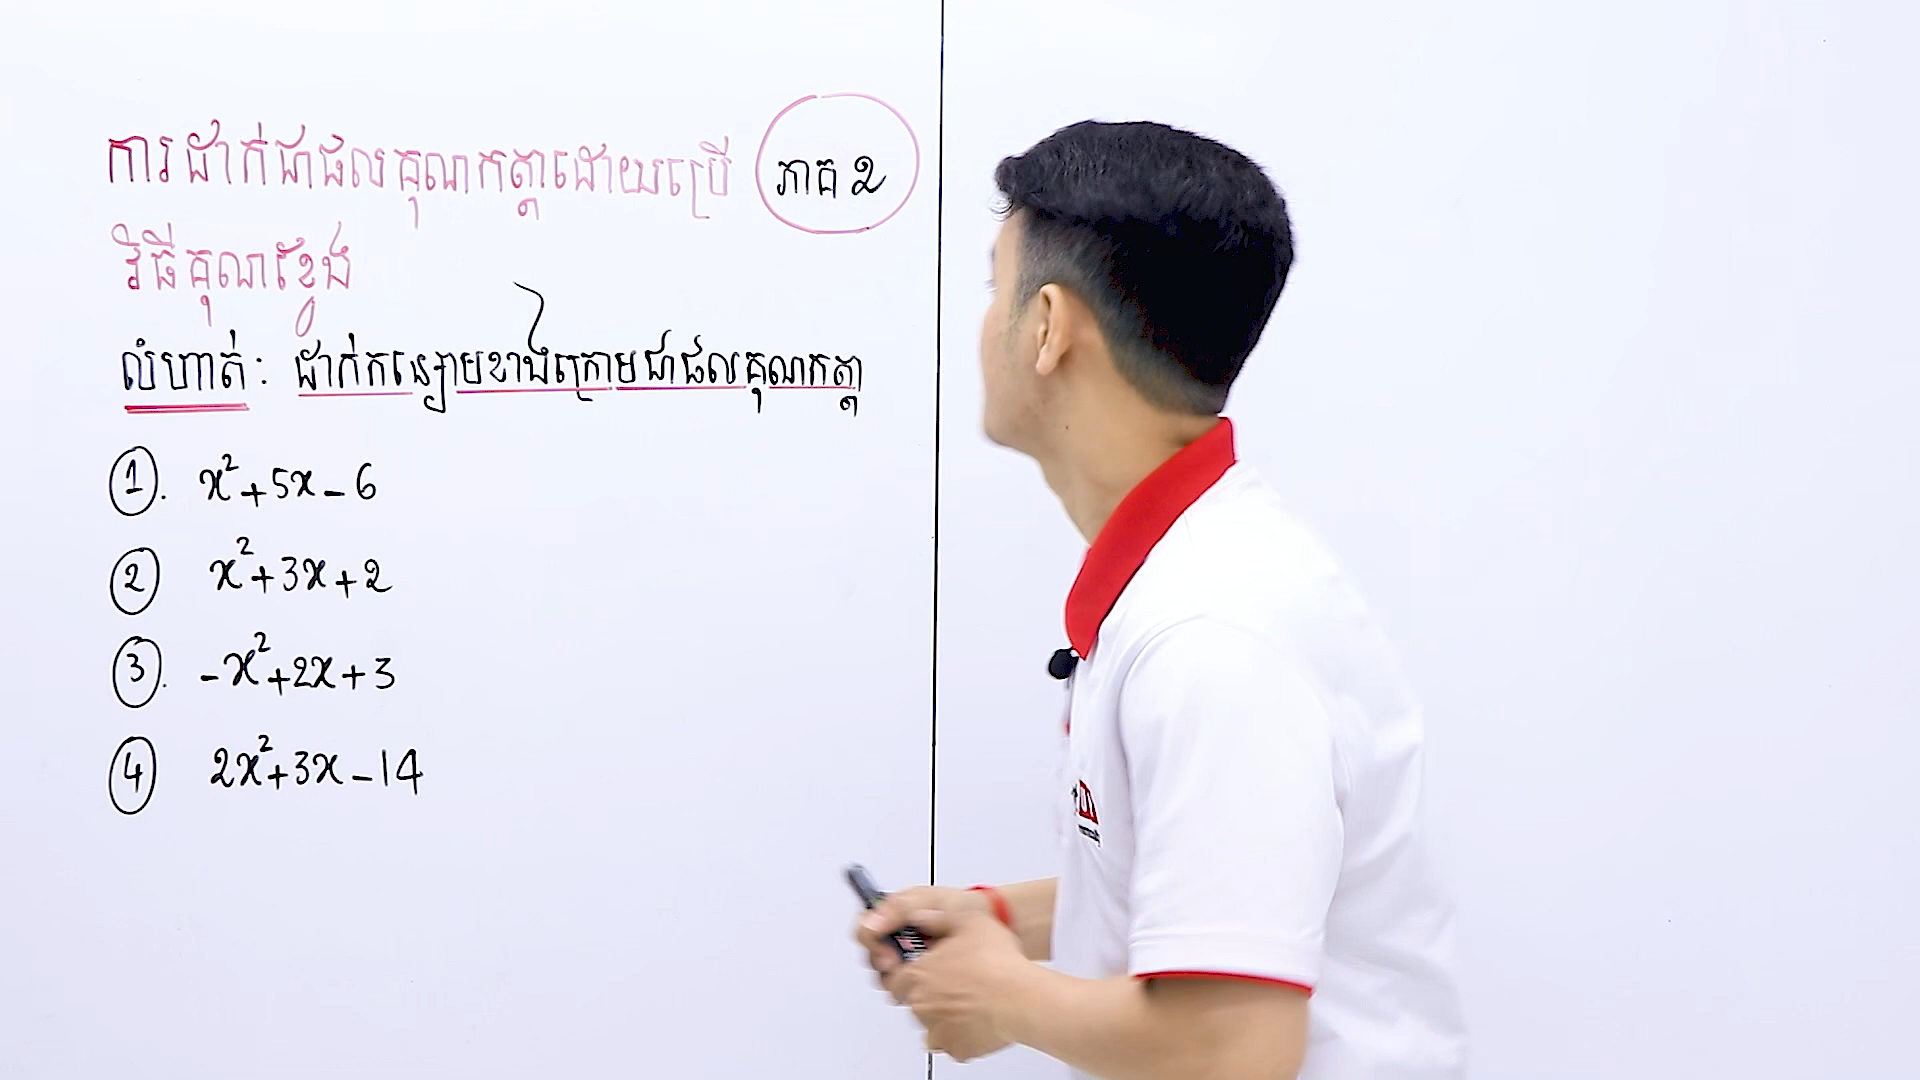 ការដាក់ជាផលគុណកត្តាដោយប្រើ
ភាគ ២
វិធីគុណខ្វែង
លំហាត់: ដាក់កន្សោមខាងក្រោមជាផលគុណកត្តា
①. x²+5x-6
② x²+3x+2
③. -x²+2x+3
④ 2x²+3x-14